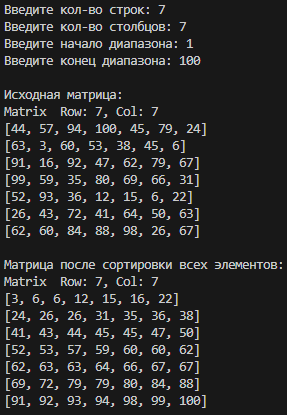 Введите кол-во строк: 7
Введите кол-во столбцов: 7
Введите начало диапазона: 1
Введите конец диапазона: 100

Исходная матрица:
Matrix  Row: 7, Col: 7
[44, 57, 94, 100, 45, 79, 24]
[63, 3, 60, 53, 38, 45, 6]
[91, 16, 92, 47, 62, 79, 67]
[99, 59, 35, 80, 69, 66, 31]
[52, 93, 36, 12, 15, 6, 22]
[26, 43, 72, 41, 64, 50, 63]
[62, 60, 84, 88, 98, 26, 67]

Матрица после сортировки всех элементов:
Matrix  Row: 7, Col: 7
[3, 6, 6, 12, 15, 16, 22]
[24, 26, 26, 31, 35, 36, 38]
[41, 43, 44, 45, 45, 47, 50]
[52, 53, 57, 59, 60, 60, 62]
[62, 63, 63, 64, 66, 67, 67]
[69, 72, 79, 79, 80, 84, 88]
[91, 92, 93, 94, 98, 99, 100]